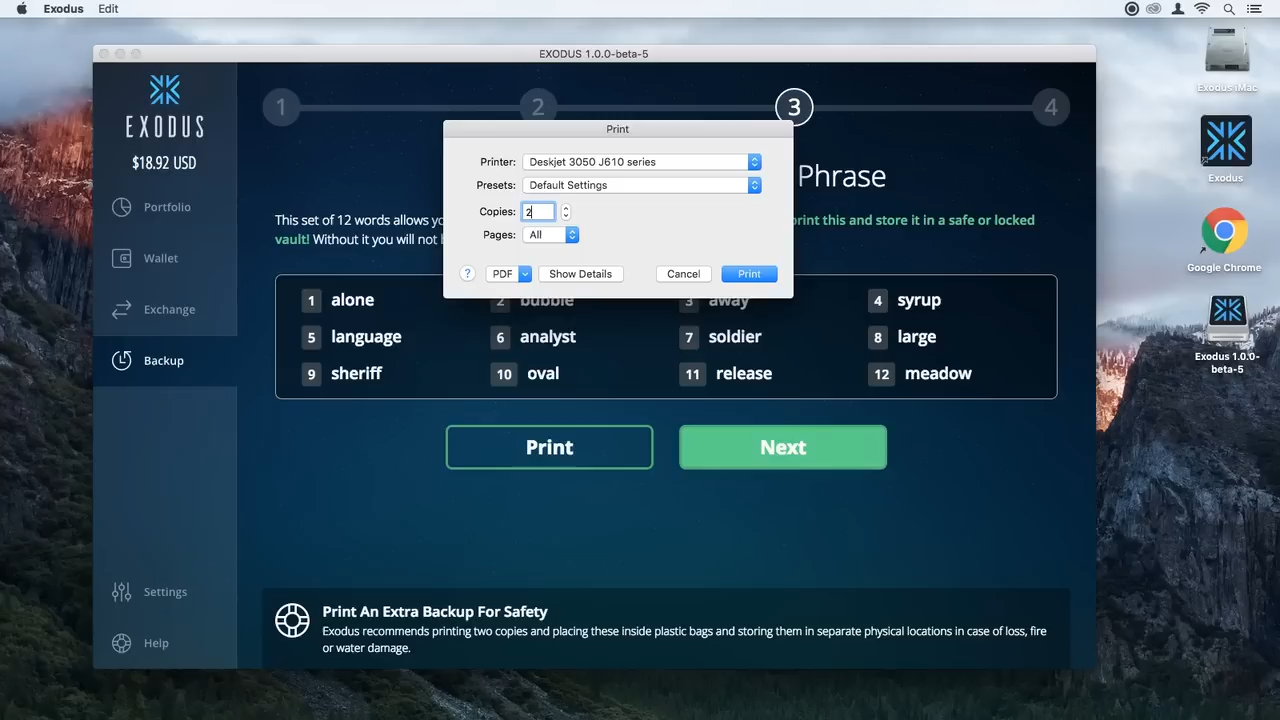 Exodus Edit
EXODUS 1.0.0-beta-5
EXODUS
$18.92 USD
Portfolio
Wallet
Exchange
Backup
Settings
Help
1 2 3 4
Phrase
This set of 12 words allows
print this and store it in a safe or locked
vault! Without it you will not
Print
Printer: Deskjet 3050 J610 series
Presets: Default Settings
Copies: 2
Pages: All
? PDF Show Details Cancel Print
1 alone 2 bubble 3 away 4 syrup
5 language 6 analyst 7 soldier 8 large
9 sheriff 10 oval 11 release 12 meadow
Print Next
Print An Extra Backup For Safety
Exodus recommends printing two copies and placing these inside plastic bags and storing them in separate physical locations in case of loss, fire
or water damage.
Exodus iMac
Exodus
Google Chrome
Exodus 1.0.0-
beta-5